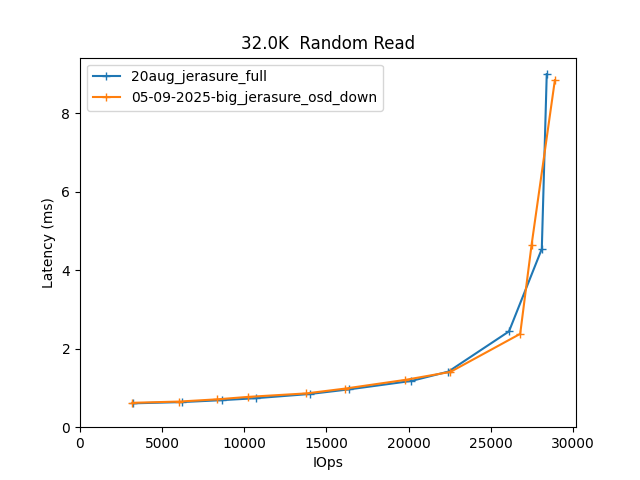 32.0K  Random Read
20aug_jerasure_full
05-09-2025-big_jerasure_osd_down
Latency (ms)
8
6
4
2
0
0 5000 10000 15000 20000 25000 30000
IOps